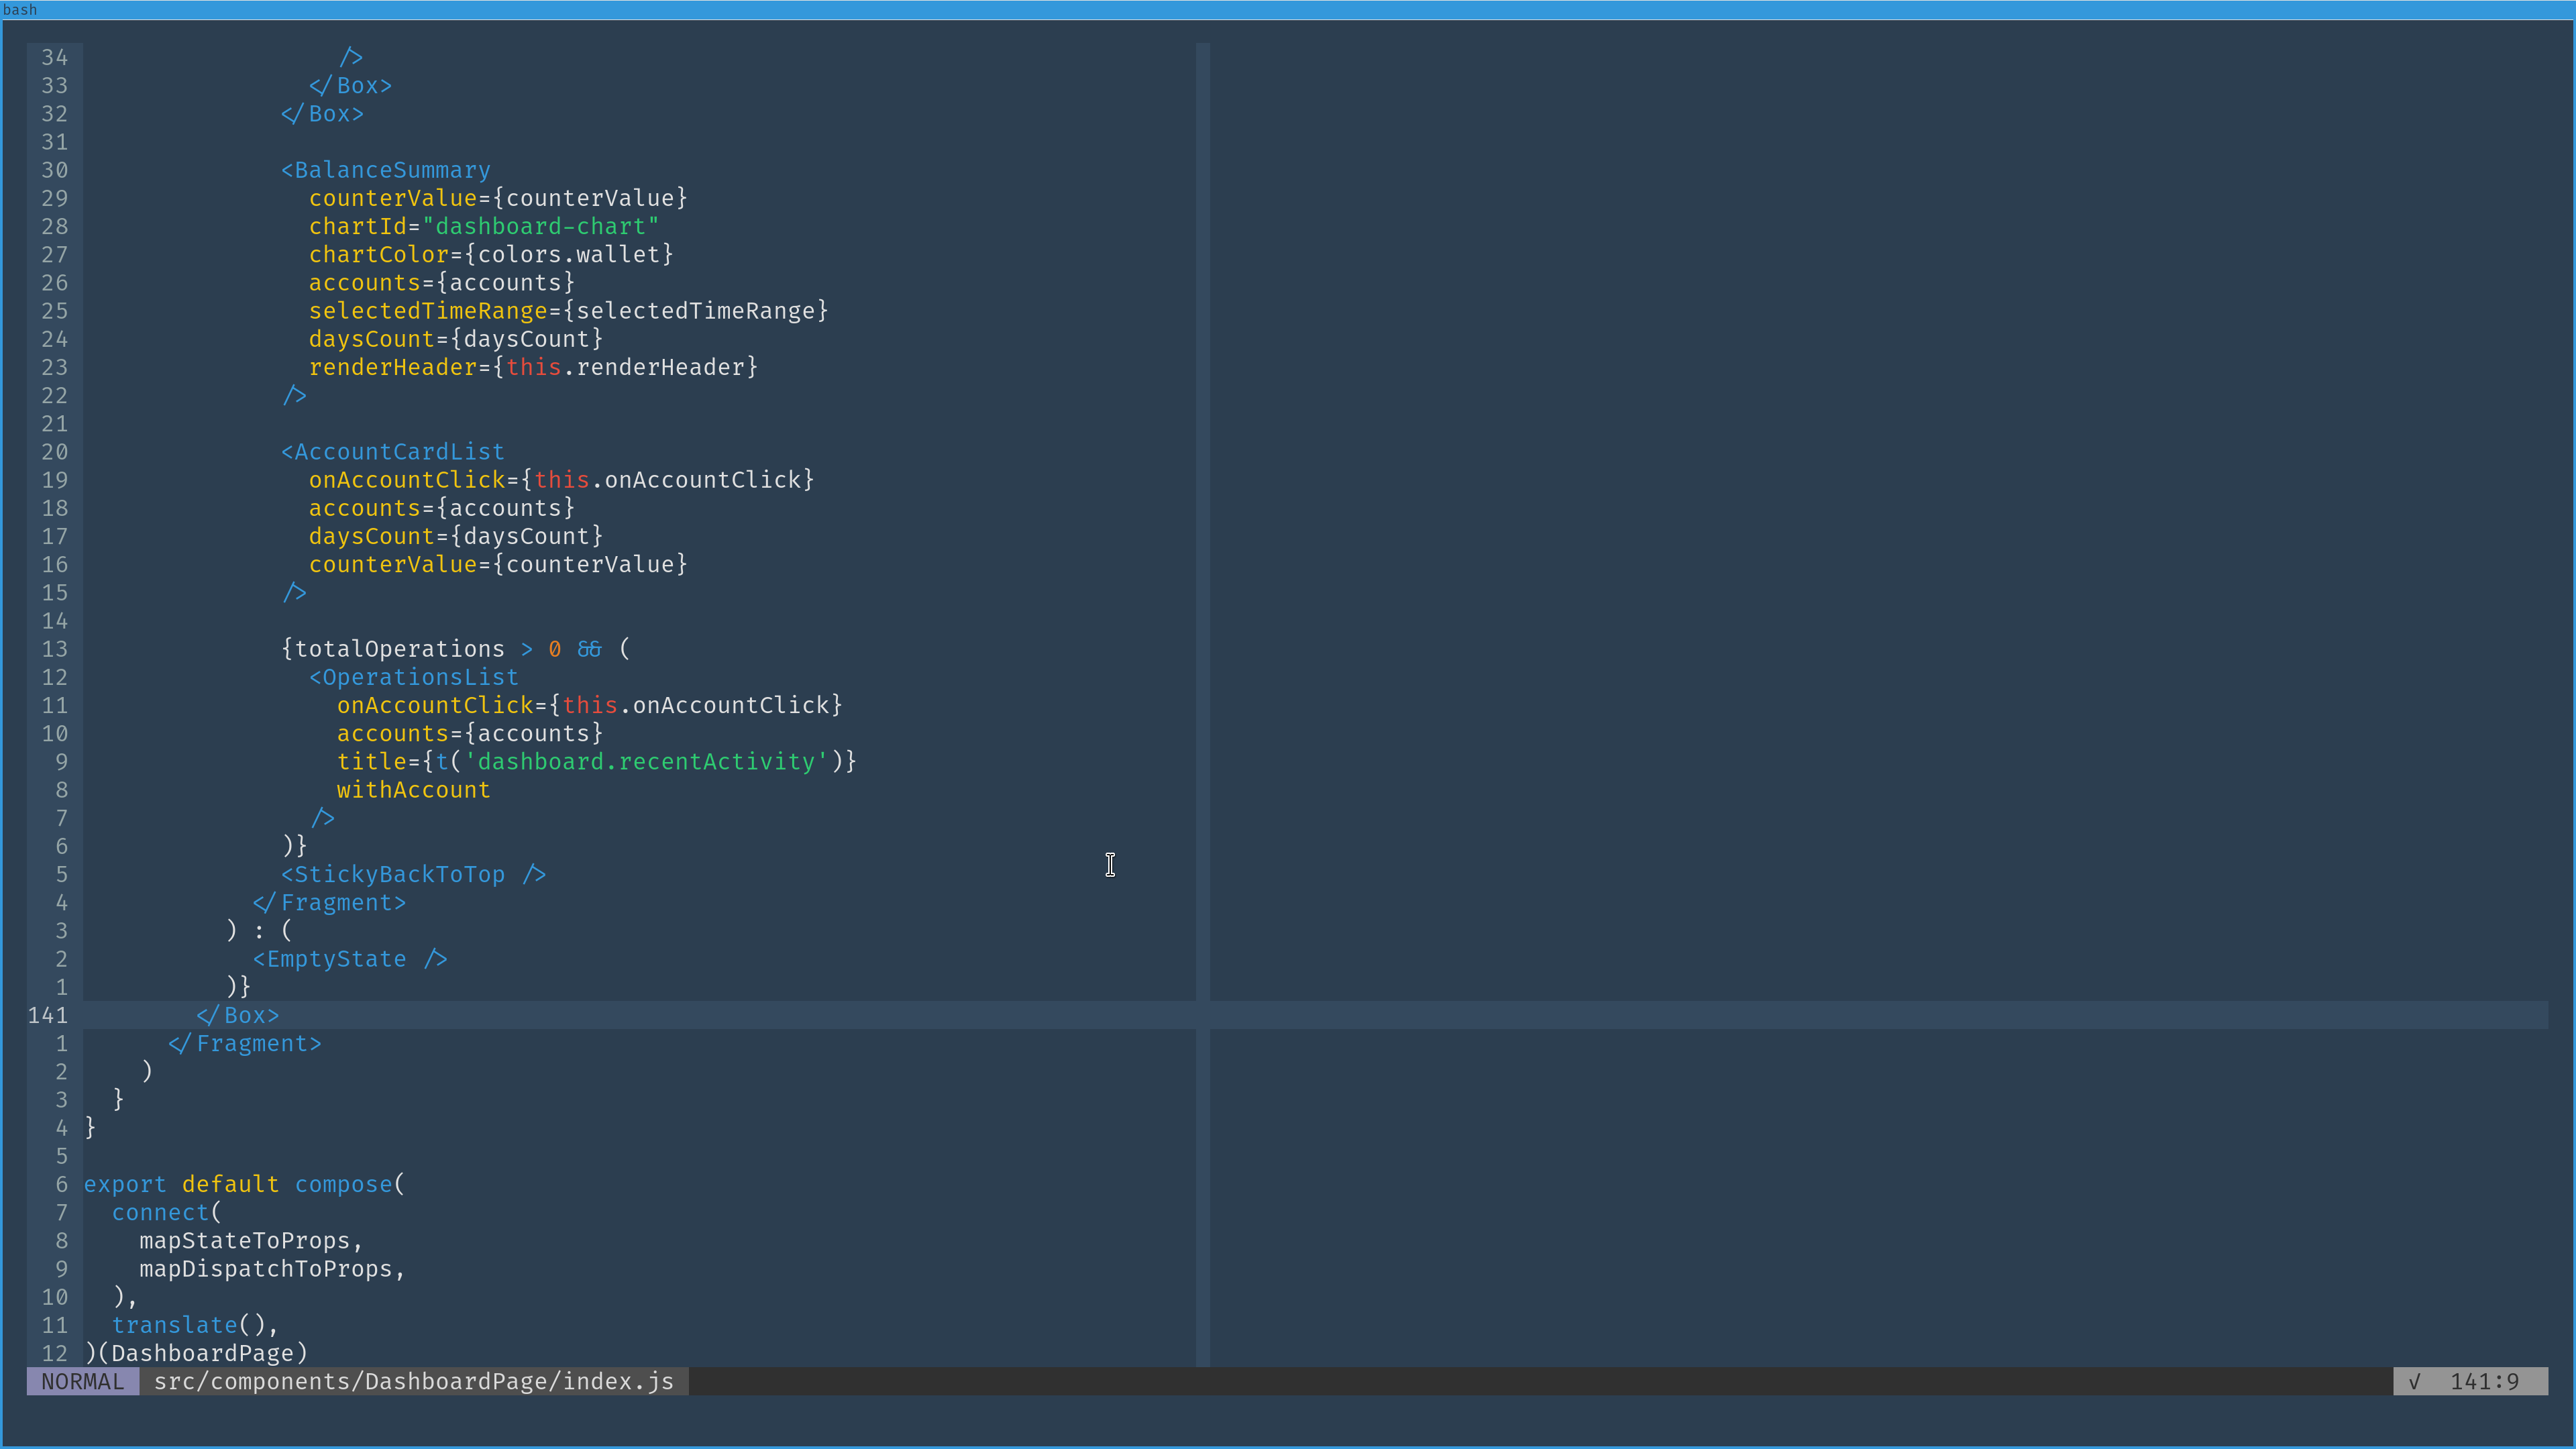 bash
34                   />
33                 </Box>
32               </Box>
31
30               <BalanceSummary
29                 counterValue={counterValue}
28                 chartId="dashboard-chart"
27                 chartColor={colors.wallet}
26                 accounts={accounts}
25                 selectedTimeRange={selectedTimeRange}
24                 daysCount={daysCount}
23                 renderHeader={this.renderHeader}
22               />
21
20               <AccountCardList
19                 onAccountClick={this.onAccountClick}
18                 accounts={accounts}
17                 daysCount={daysCount}
16                 counterValue={counterValue}
15               />
14
13               {totalOperations > 0 && (
12                 <OperationsList
11                   onAccountClick={this.onAccountClick}
10                   accounts={accounts}
9                   title={t('dashboard.recentActivity')}
8                   withAccount
7                 />
6               )}
5               <StickyBackToTop />
4             </Fragment>
3           ) : (
2             <EmptyState />
1           )}
141         </Box>
1       </Fragment>
2     )
3   }
4 }
5
6 export default compose(
7   connect(
8     mapStateToProps,
9     mapDispatchToProps,
10   ),
11   translate(),
12 )(DashboardPage)
NORMAL src/components/DashboardPage/index.js √ 141:9